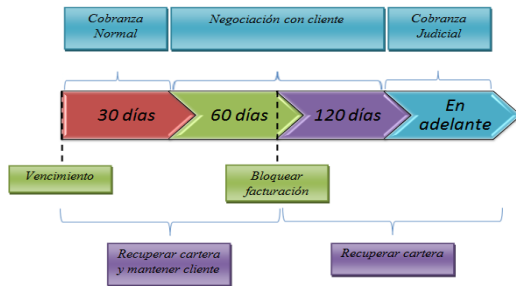 Cobranza
Normal
Negociación con cliente
Cobranza
Judicial
30 días
60 días
120 días
En
adelante
Vencimiento
Bloquear
facturación
Recuperar cartera
y mantener cliente
Recuperar cartera